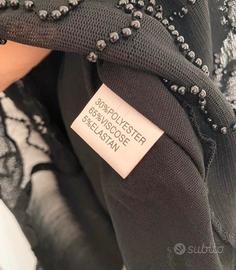 30%POLYESTER
65%VISCOSE
5%ELASTAN
subito